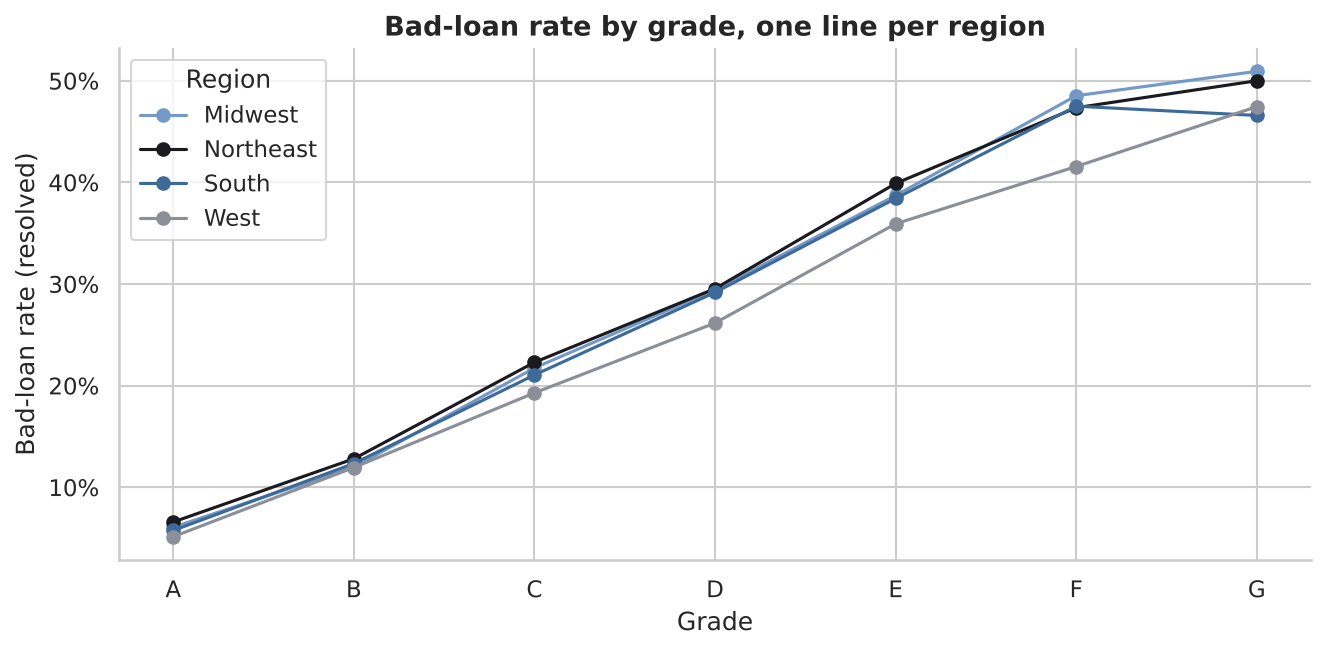 Bad-loan rate by grade, one line per region
Bad-loan rate (resolved)
50%
40%
30%
20%
10%
Region
Midwest
Northeast
South
West
A B C D E F G
Grade